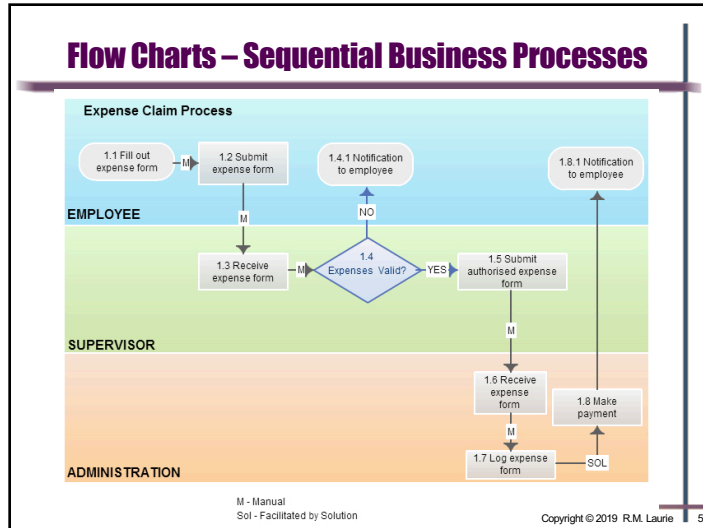 Flow Charts – Sequential Business Processes
Expense Claim Process
1.1 Fill out
expense form
M
1.2 Submit
expense form
1.4.1 Notification
to employee
1.8.1 Notification
to employee
NO
EMPLOYEE
M
1.3 Receive
expense form
M
1.4
Expenses Valid?
YES
1.5 Submit
authorised expense
form
SUPERVISOR
M
1.6 Receive
expense
form
1.8 Make
payment
M
1.7 Log expense
form
SOL
ADMINISTRATION
M - Manual
Sol - Facilitated by Solution
Copyright © 2019 R.M. Laurie 5